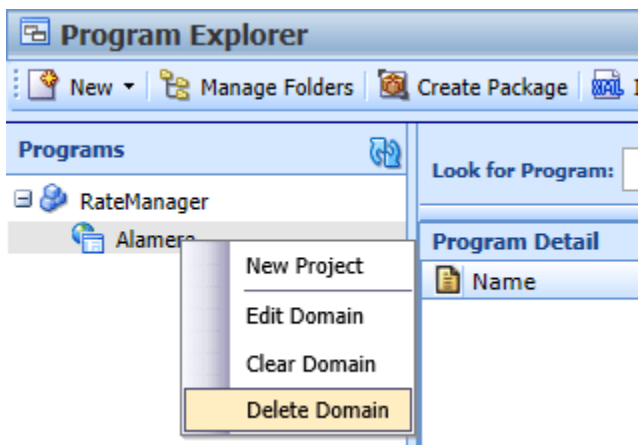 Program Explorer
New
Manage Folders
Create Package
XML
Programs
Look for Program:
RateManager
Program Detail
Name
New Project
Edit Domain
Clear Domain
Delete Domain